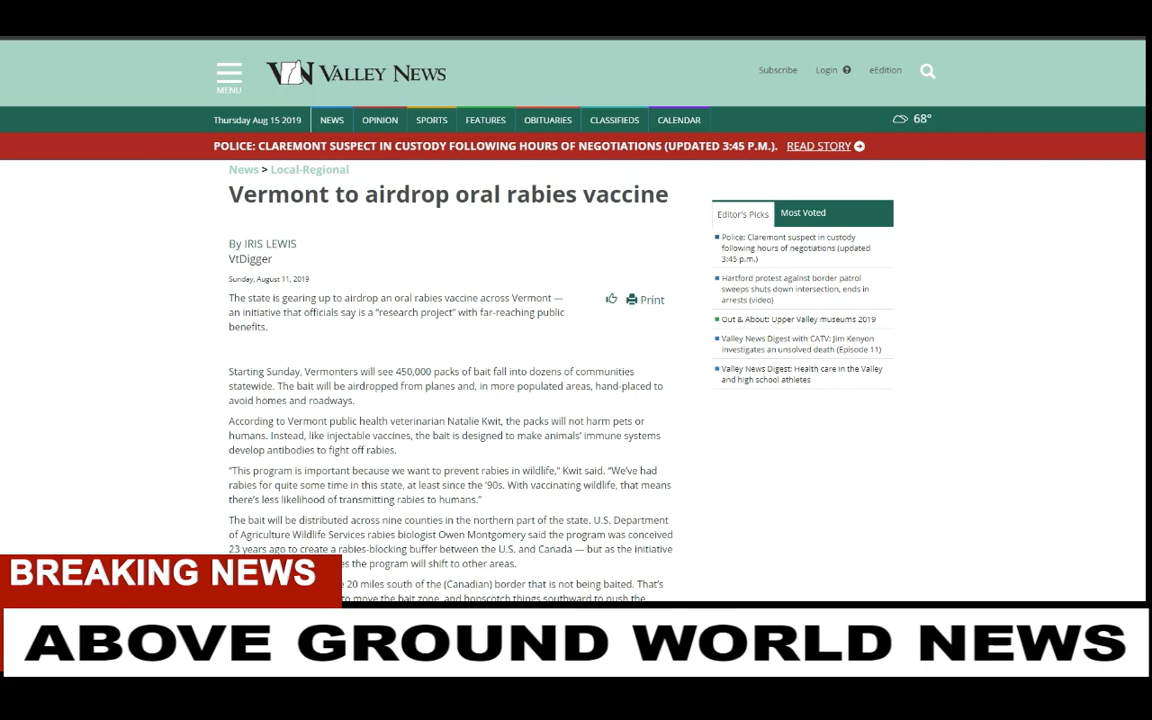 VN VALLEY NEWS
Subscribe Login eEdition
MENU
Thursday Aug 15 2019 NEWS OPINION SPORTS FEATURES OBITUARIES CLASSIFIEDS CALENDAR 68°
POLICE: CLAREMONT SUSPECT IN CUSTODY FOLLOWING HOURS OF NEGOTIATIONS (UPDATED 3:45 P.M.). READ STORY
News > Local-Regional
Vermont to airdrop oral rabies vaccine
By IRIS LEWIS
VtDigger
Sunday, August 11, 2019
The state is gearing up to airdrop an oral rabies vaccine across Vermont —
an initiative that officials say is a “research project” with far-reaching public
benefits.
Print
Starting Sunday, Vermonters will see 450,000 packs of bait fall into dozens of communities
statewide. The bait will be airdropped from planes and, in more populated areas, hand-placed to
avoid homes and roadways.
According to Vermont public health veterinarian Natalie Kwit, the packs will not harm pets or
humans. Instead, like injectable vaccines, the bait is designed to make animals’ immune systems
develop antibodies to fight off rabies.
“This program is important because we want to prevent rabies in wildlife,” Kwit said. “We’ve had
rabies for quite some time in this state, at least since the ’90s. With vaccinating wildlife, that means
there’s less likelihood of transmitting rabies to humans.”
The bait will be distributed across nine counties in the northern part of the state. U.S. Department
of Agriculture Wildlife Services rabies biologist Owen Montgomery said the program was conceived
23 years ago to create a rabies-blocking buffer between the U.S. and Canada — but as the initiative
the program will shift to other areas.
20 miles south of the (Canadian) border that is not being baited. That’s
to move the bait zone, and hopscotch things southward to push the
Editor's Picks Most Voted
Police: Claremont suspect in custody
following hours of negotiations (updated
3:45 p.m.)
Hartford protest against border patrol
sweeps shuts down intersection, ends in
arrests (video)
Out & About: Upper Valley museums 2019
Valley News Digest with CATV: Jim Kenyon
investigates an unsolved death (Episode 11)
Valley News Digest: Health care in the Valley
and high school athletes
BREAKING NEWS
ABOVE GROUND WORLD NEWS